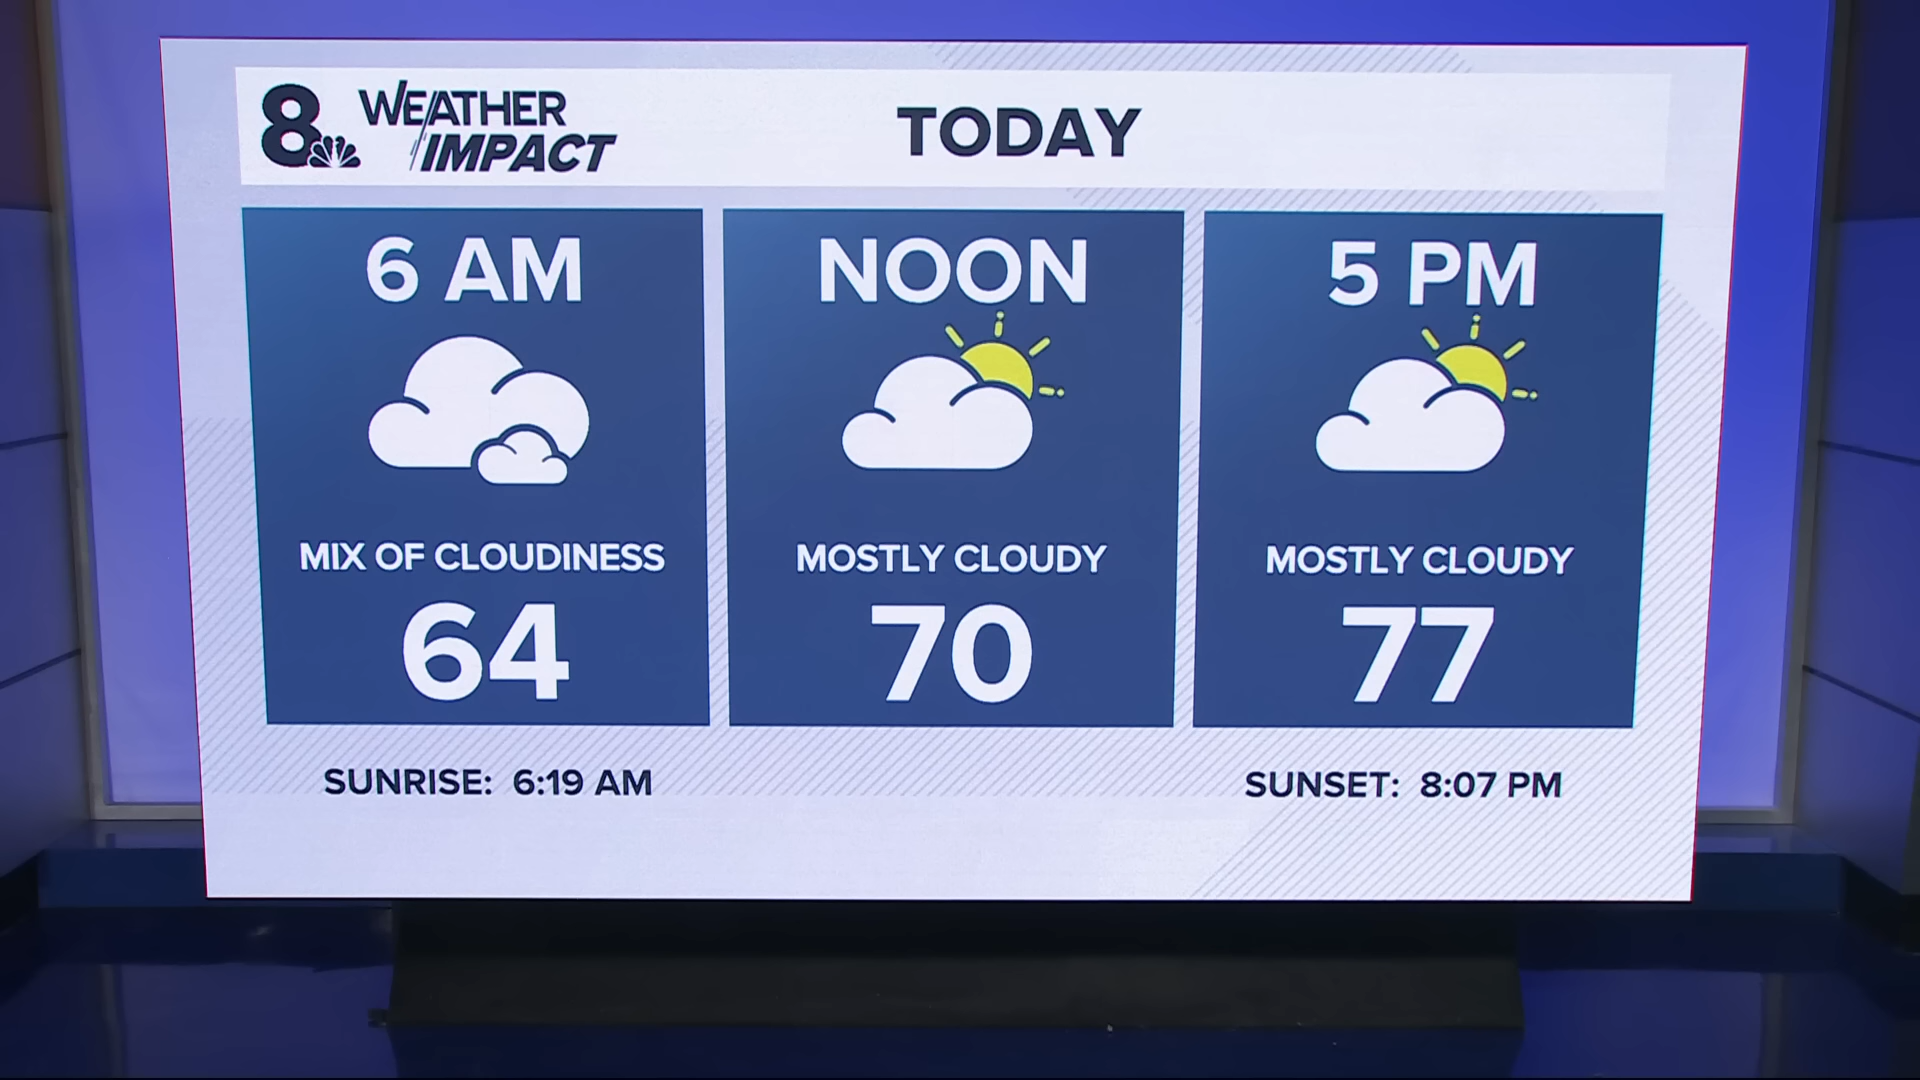 8 WEATHER IMPACT
TODAY
6 AM
MIX OF CLOUDINESS
64
NOON
MOSTLY CLOUDY
70
5 PM
MOSTLY CLOUDY
77
SUNRISE: 6:19 AM
SUNSET: 8:07 PM